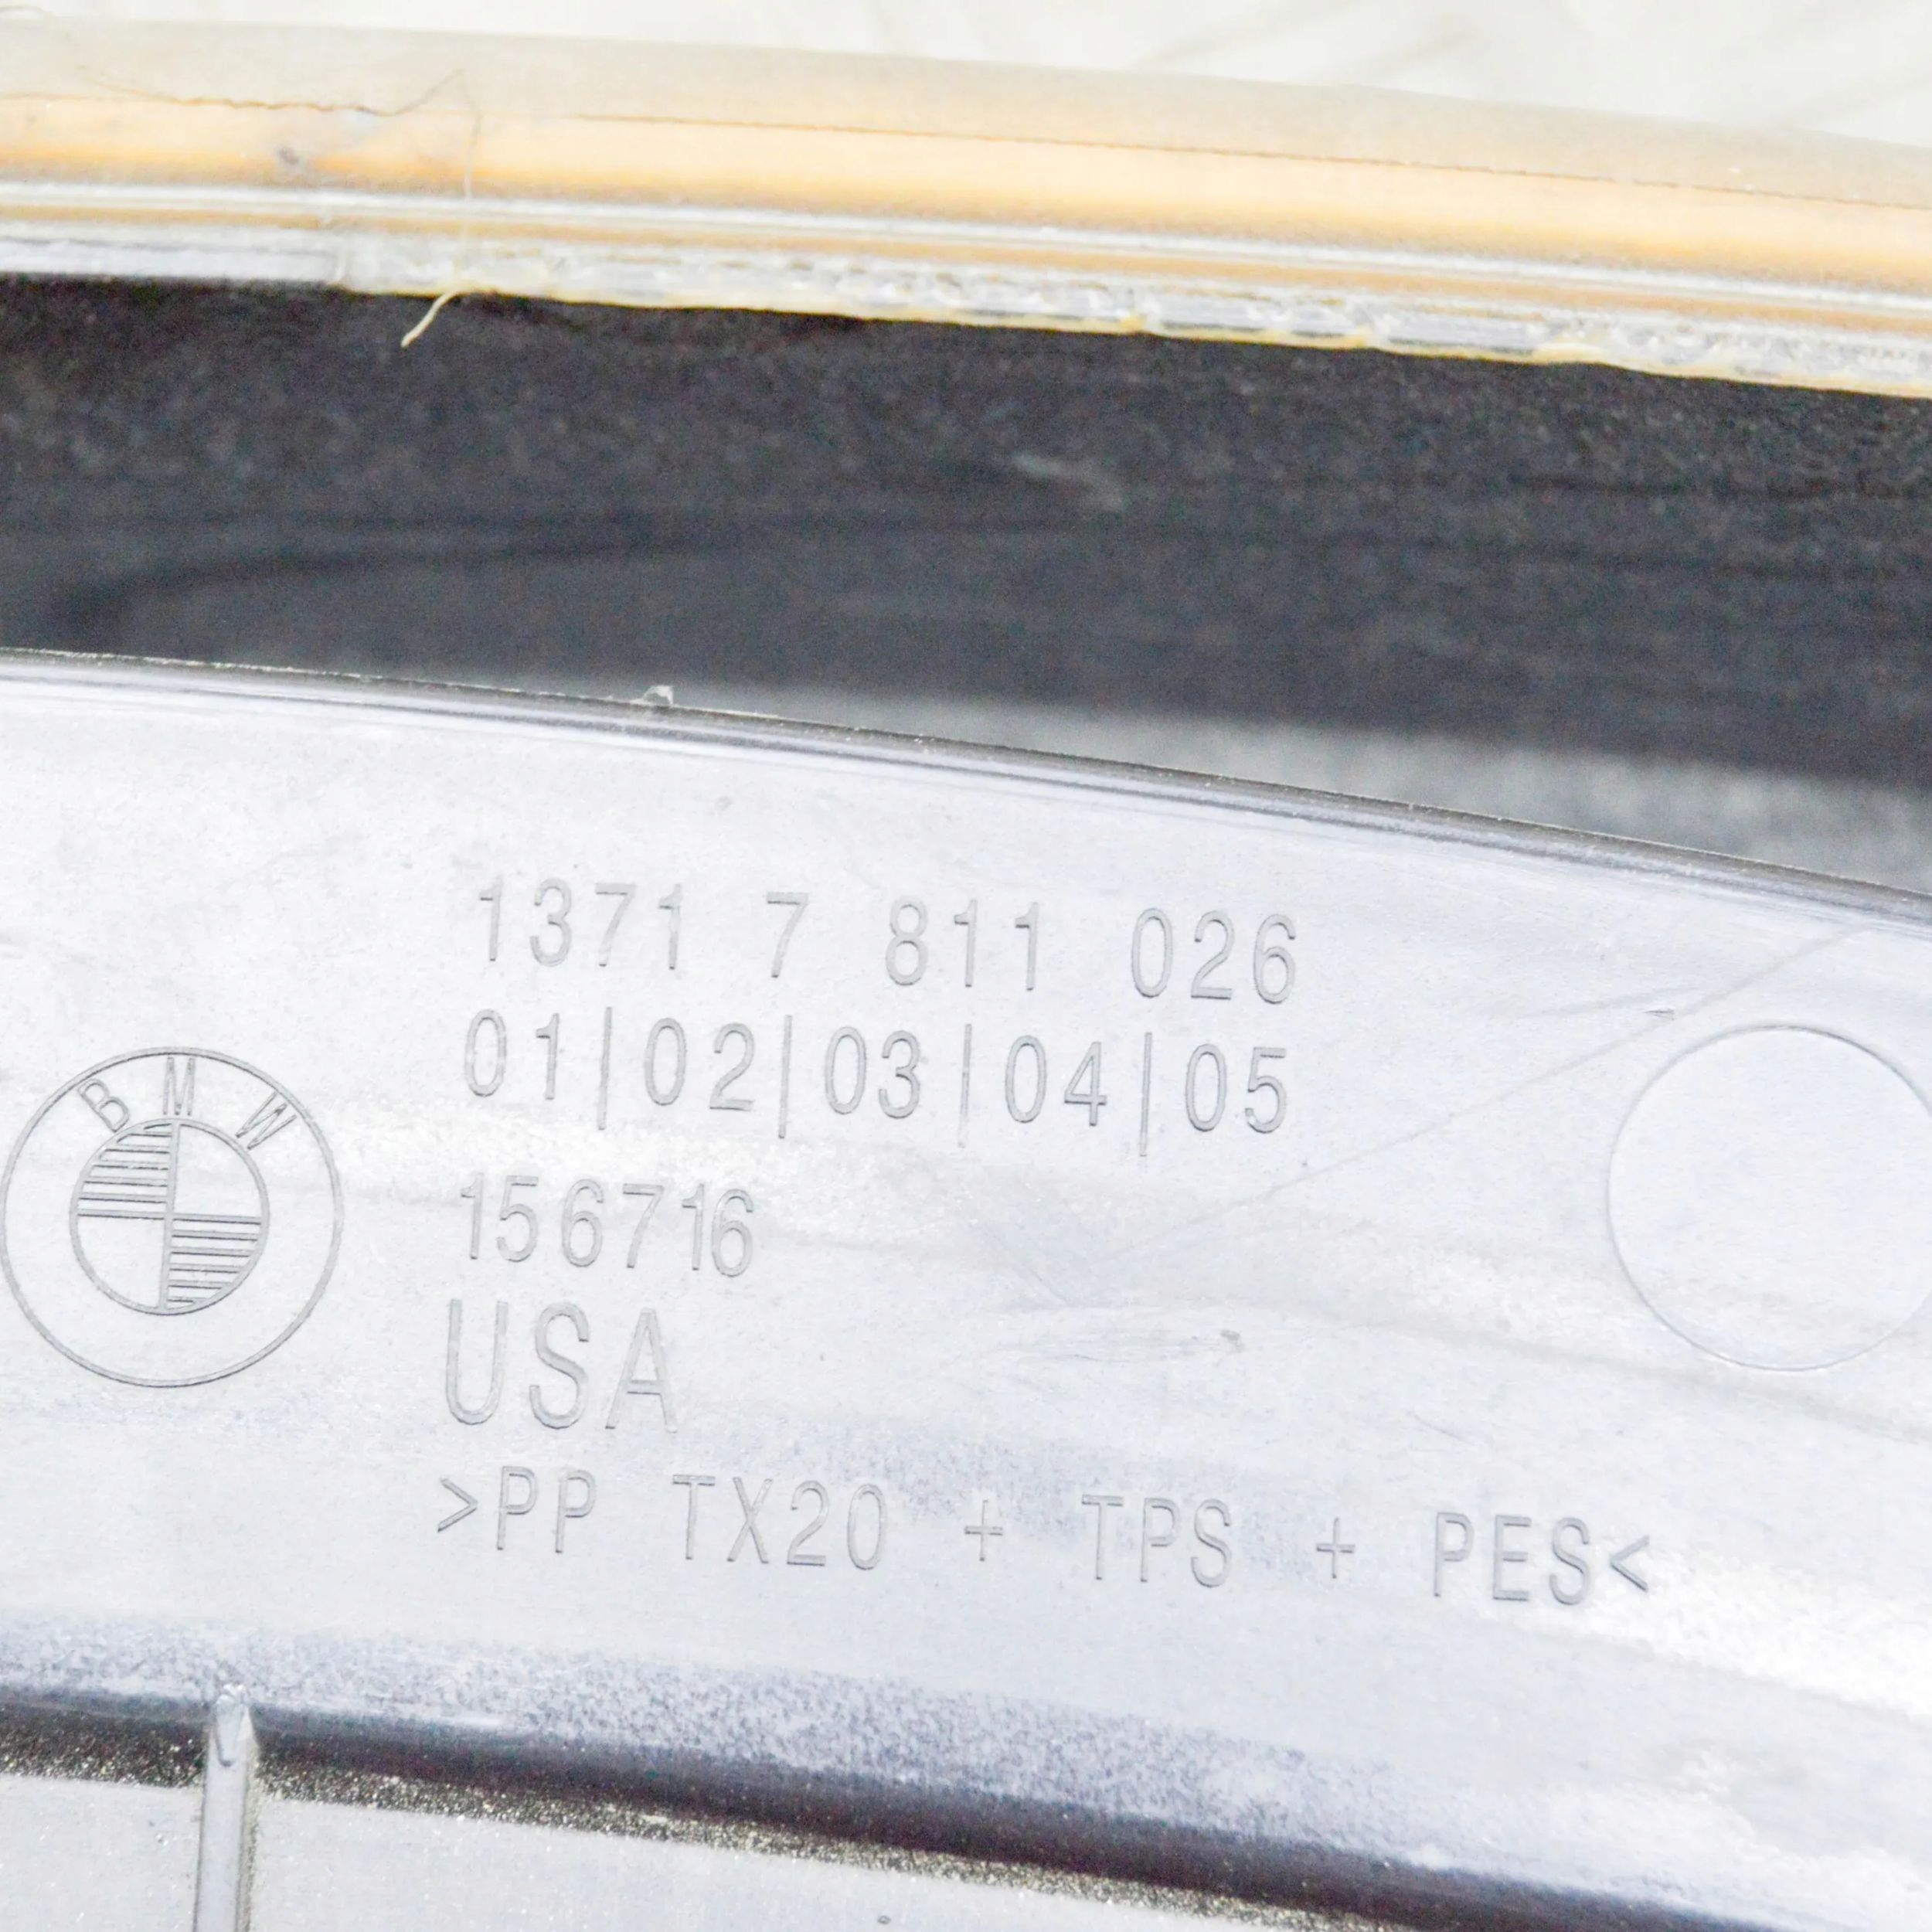 1371 7 811 026
01|02|03|04|05
BMW
156716
USA
>PP TX20 + TPS + PES<